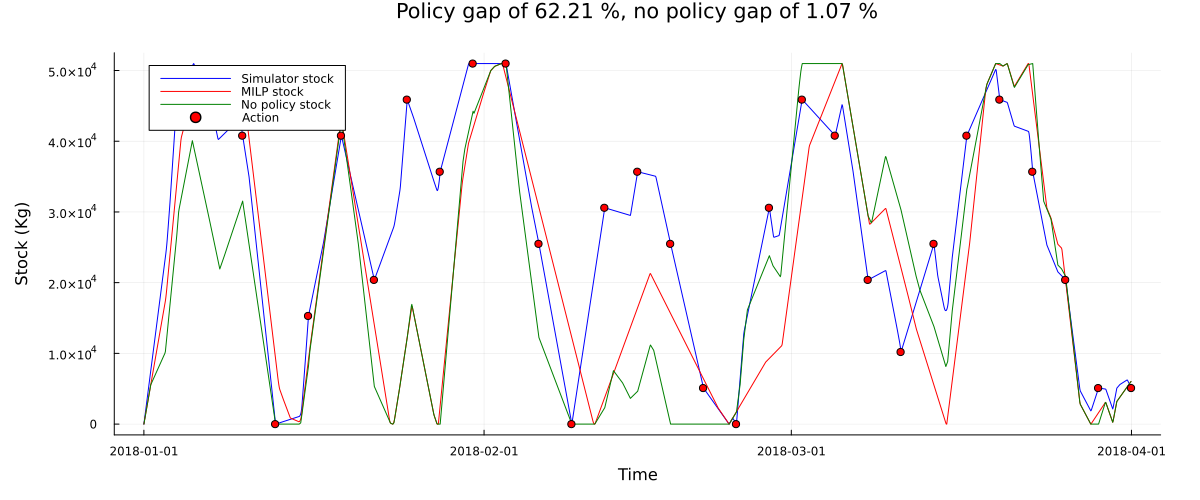 Policy gap of 62.21 %, no policy gap of 1.07 %
Stock (Kg)
5.0×10⁴
4.0×10⁴
3.0×10⁴
2.0×10⁴
1.0×10⁴
0
Simulator stock
MILP stock
No policy stock
Action
2018-01-01
2018-02-01
2018-03-01
2018-04-01
Time